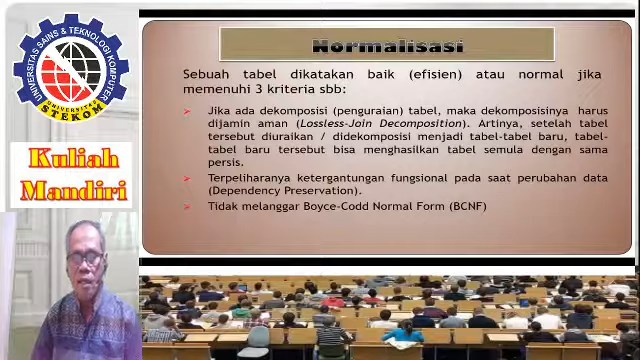 UNIVERSITAS SAINS & TEKNOLOGI KOMPUTER
UNIVERSITAS
STEKOM
Kuliah
Mandiri
Normalisasi
Sebuah tabel dikatakan baik (efisien) atau normal jika
memenuhi 3 kriteria sbb:
Jika ada dekomposisi (penguraian) tabel, maka dekomposisinya harus
dijamin aman (Lossless-Join Decomposition). Artinya, setelah tabel
tersebut diuraikan / didekomposisi menjadi tabel-tabel baru, tabel-
tabel baru tersebut bisa menghasilkan tabel semula dengan sama
persis.
Terpeliharanya ketergantungan fungsional pada saat perubahan data
(Dependency Preservation).
Tidak melanggar Boyce-Codd Normal Form (BCNF)